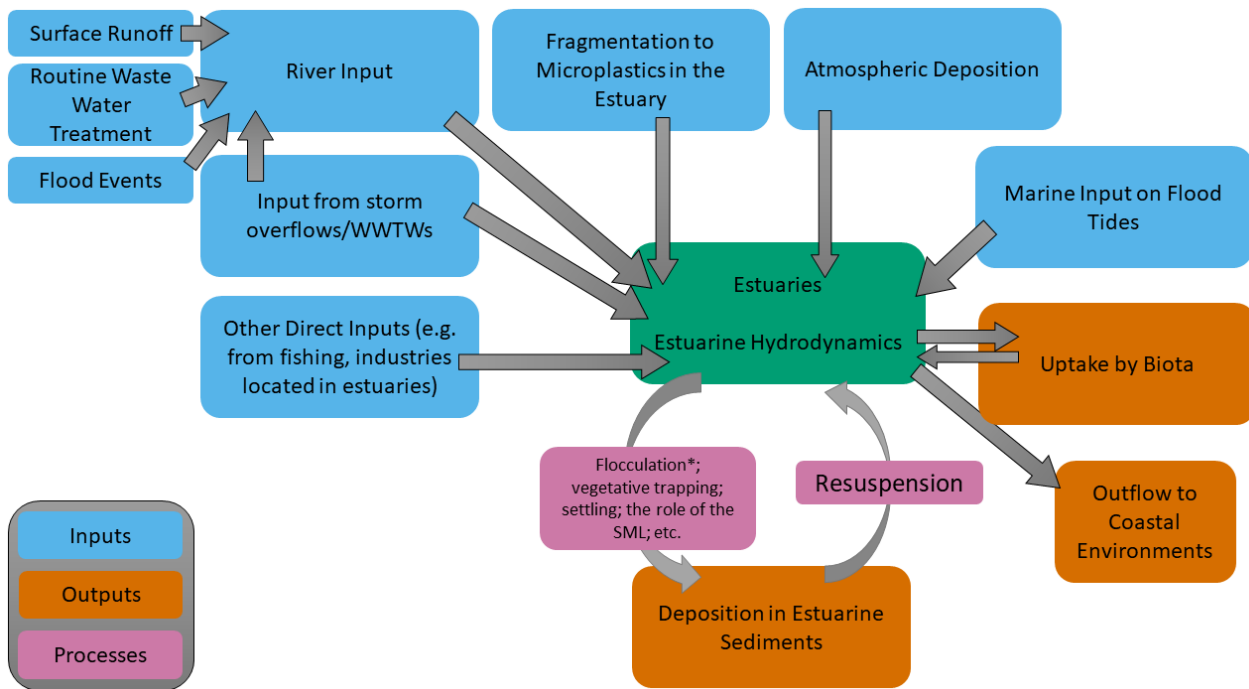 Surface Runoff
Routine Waste
Water
Treatment
Flood Events
River Input
Input from storm
overflows/WWTWs
Other Direct Inputs (e.g.
from fishing, industries
located in estuaries)
Fragmentation to
Microplastics in the
Estuary
Atmospheric Deposition
Marine Input on Flood
Tides
Estuaries
Estuarine Hydrodynamics
Uptake by Biota
Outflow to
Coastal
Environments
Flocculation*;
vegetative trapping;
settling; the role of the
SML; etc.
Resuspension
Deposition in Estuarine
Sediments
Inputs
Outputs
Processes